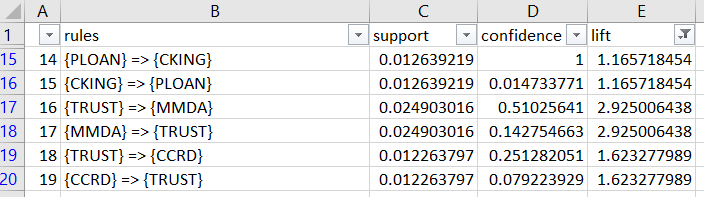 A B C D E
1 rules support confidence lift
15 14 {PLOAN} => {CKING} 0.012639219 1 1.165718454
16 15 {CKING} => {PLOAN} 0.012639219 0.014733771 1.165718454
17 16 {TRUST} => {MMDA} 0.024903016 0.51025641 2.925006438
18 17 {MMDA} => {TRUST} 0.024903016 0.142754663 2.925006438
19 18 {TRUST} => {CCRD} 0.012263797 0.251282051 1.623277989
20 19 {CCRD} => {TRUST} 0.012263797 0.079223929 1.623277989